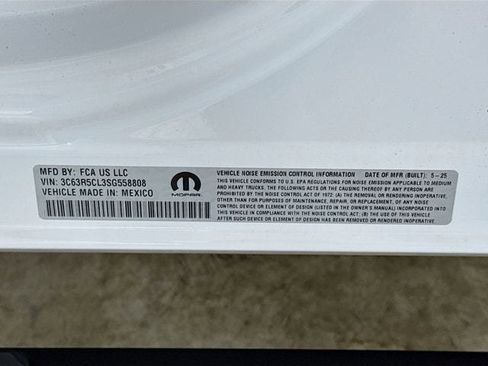 MFD BY: FCA US LLC
VIN: 3C63R5CL3SG558808
VEHICLE MADE IN: MEXICO
MOPAR
VEHICLE NOISE EMISSION CONTROL INFORMATION DATE OF MFR (BUILT): 5-25
THIS VEHICLE CONFORMS TO U.S. EPA REGULATIONS FOR NOISE EMISSION APPLICABLE TO MEDIUM
AND HEAVY TRUCKS. THE FOLLOWING ACTS OR THE CAUSING THEREOF BY ANY PERSON ARE
PROHIBITED BY THE NOISE CONTROL ACT OF 1972: (A) THE REMOVAL OR RENDERING INOPERATIVE,
OTHER THAN FOR PURPOSES OF MAINTENANCE, REPAIR, OR REPLACEMENT, OF ANY NOISE
CONTROL DEVICE OR ELEMENT OF DESIGN (LISTED IN THE OWNER'S MANUAL) INCORPORATED INTO
THIS VEHICLE IN COMPLIANCE WITH THE NOISE CONTROL ACT; (B) THE USE OF THIS VEHICLE
AFTER SUCH DEVICE OR ELEMENT OF DESIGN HAS BEEN REMOVED OR RENDERED INOPERATIVE.